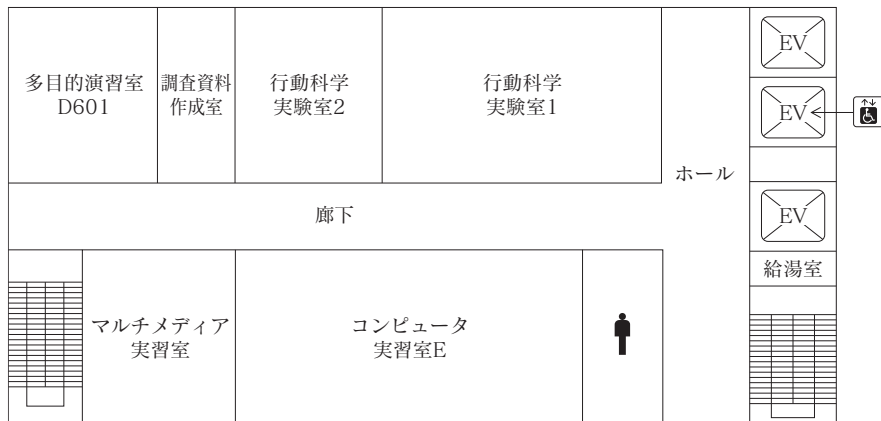 多目的演習室
D601
調査資料
作成室
行動科学
実験室2
行動科学
実験室1
EV
EV
ホール
EV
廊下
給湯室
マルチメディア
実習室
コンピュータ
実習室E